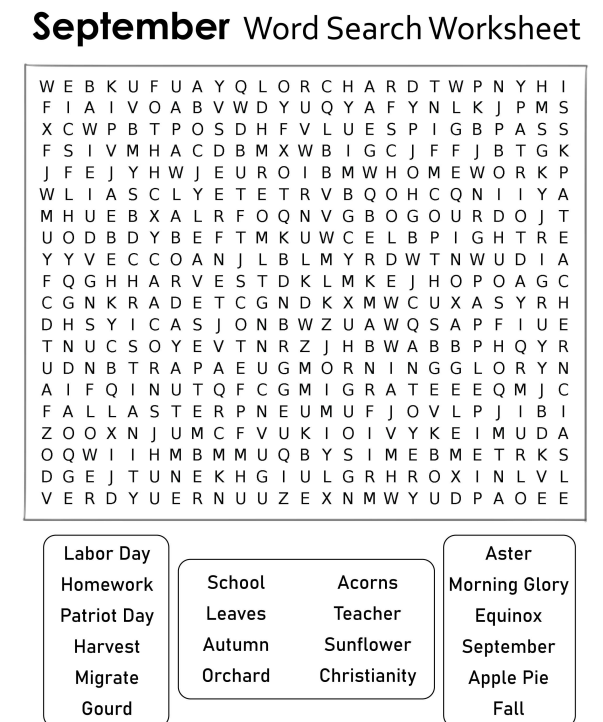 September Word Search Worksheet
W E B K U F U A Y Q L O R C H A R D T W P N Y H I
F I A I V O A B V W D Y U Q Y A F Y N L K J P M S
X C W P B T P O S D H F V L U E S P I G B P A S S
F S I V M H A C D B M X W B I G C J F F J B T G K
J F E J Y H W J E U R O I B M W H O M E W O R K P
W L I A S C L Y E T E T R V B Q O H C Q N I I Y A
M H U E B X A L R F O Q N V G B O G O U R D O J T
U O D B D Y B E F T M K U W C E L B P I G H T R E
Y Y V E C C O A N J L B L M Y R D W T N W U D I A
F Q G H H A R V E S T D K L M K E J H O P O A G C
C G N K R A D E T C G N D K X M W C U X A S Y R H
D H S Y I C A S J O N B W Z U A W Q S A P F I U E
T N U C S O Y E V T N R Z J H B W A B B P H Q Y R
U D N B T R A P A E U G M O R N I N G G L O R Y N
A I F Q I N U T Q F C G M I G R A T E E E Q M J C
F A L L A S T E R P N E U M U F J O V L P J I B I
Z O O X N J U M C F V U K I O I V Y K E I M U D A
O Q W I I H M B M M U Q B Y S I M E B M E T R K S
D G E J T U N E K H G I U L G R H R O X I N L V L
V E R D Y U E R N U U Z E X N M W Y U D P A O E E
Labor Day
Homework
Patriot Day
Harvest
Migrate
Gourd
School Acorns
Leaves Teacher
Autumn Sunflower
Orchard Christianity
Aster
Morning Glory
Equinox
September
Apple Pie
Fall